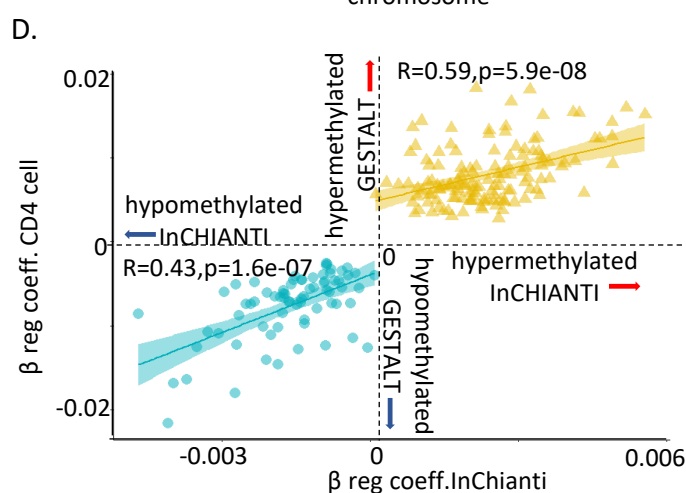 chromosome
D.
0.02
hypermethylated
GESTALT
R=0.59,p=5.9e-08
β reg coeff. CD4 cell
hypomethylated
InCHIANTI
0
0
R=0.43,p=1.6e-07
hypermethylated
InCHIANTI
hypomethylated
GESTALT
-0.02
-0.003
0
0.006
β reg coeff.InChianti